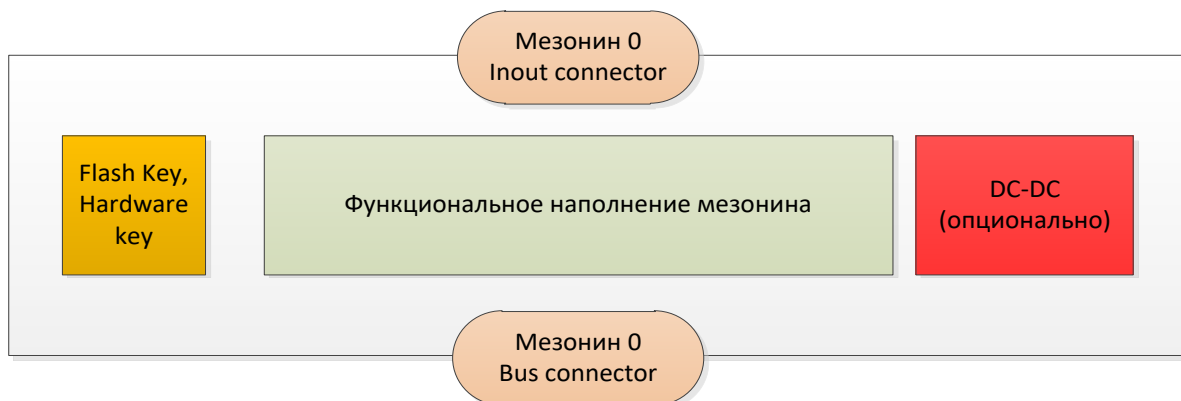 Мезонин 0
Inout connector
Flash Key,
Hardware
key
Функциональное наполнение мезонина
DC-DC
(опционально)
Мезонин 0
Bus connector